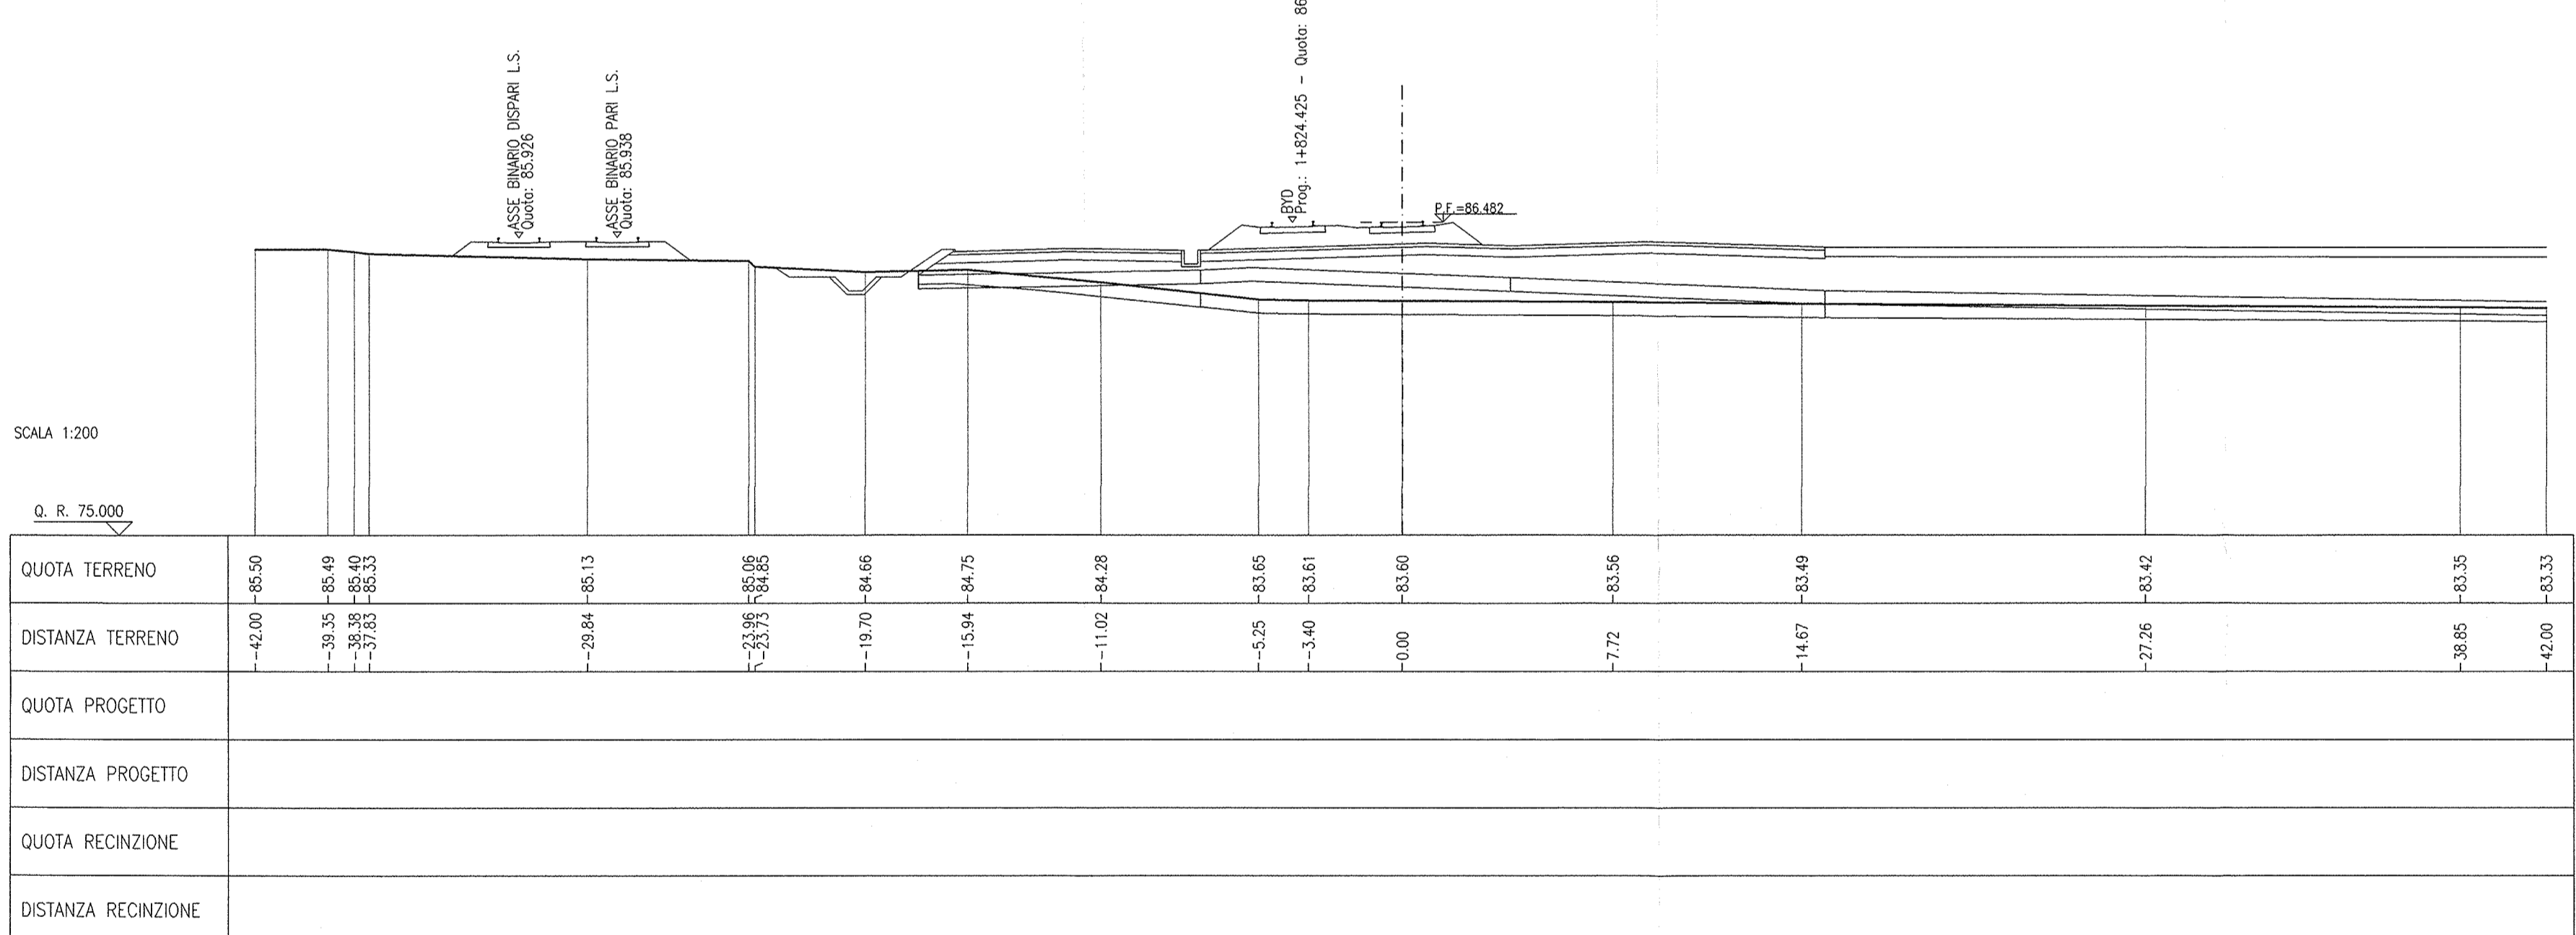 ASSE BINARIO DISPARI L.S.
Quota: 85.926
ASSE BINARIO PARI L.S.
Quota: 85.938
BYD
Prog.: 1+824.425 - Quota: 86
P.F.=86.482
SCALA 1:200
Q. R. 75.000
QUOTA TERRENO
85.50
85.49
85.40
85.33
85.13
85.06
84.85
84.66
84.75
84.28
83.65
83.61
83.60
83.56
83.49
83.42
83.35
83.33
DISTANZA TERRENO
-42.00
-39.35
-38.38
-37.83
-29.84
-23.96
-23.73
-19.70
-15.94
-11.02
-5.25
-3.40
0.00
7.72
14.67
27.26
38.85
42.00
QUOTA PROGETTO
DISTANZA PROGETTO
QUOTA RECINZIONE
DISTANZA RECINZIONE